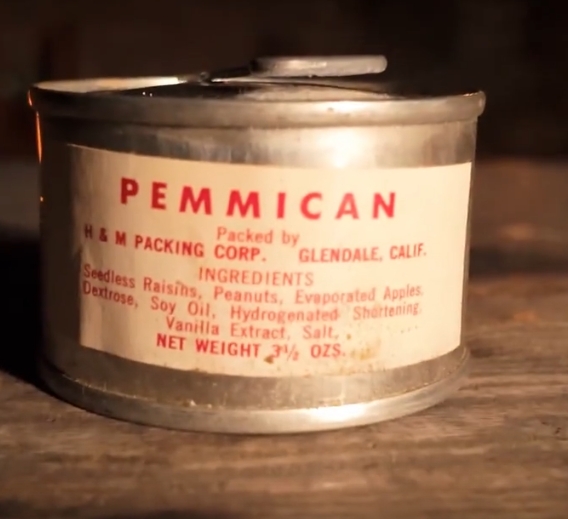 PEMMICAN
Packed by
H & M PACKING CORP. GLENDALE, CALIF.
INGREDIENTS
Seedless Raisins, Peanuts, Evaporated Apples,
Dextrose, Soy Oil, Hydrogenated Shortening,
Vanilla Extract, Salt,
NET WEIGHT 3½ OZS.